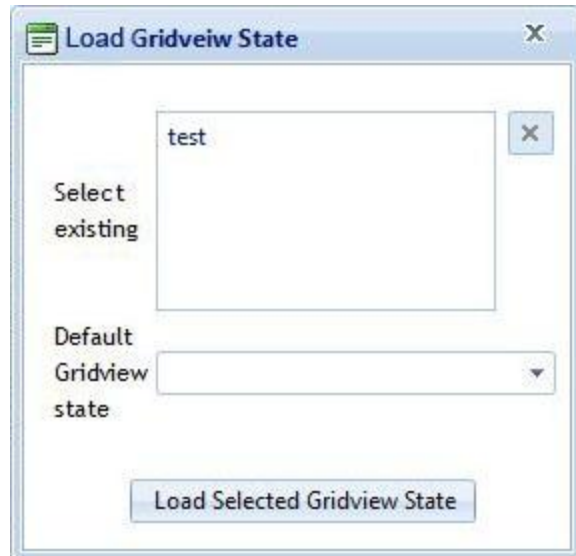 Load Gridveiw State
test
Select
existing
Default
Gridview
state
Load Selected Gridview State